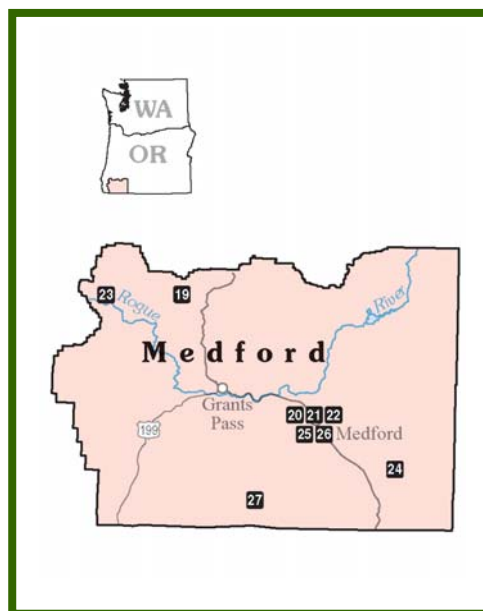 WA
OR
23
19
Rogue
River
Medford
Grants
Pass
199
20 21 22
25 26 Medford
24
27